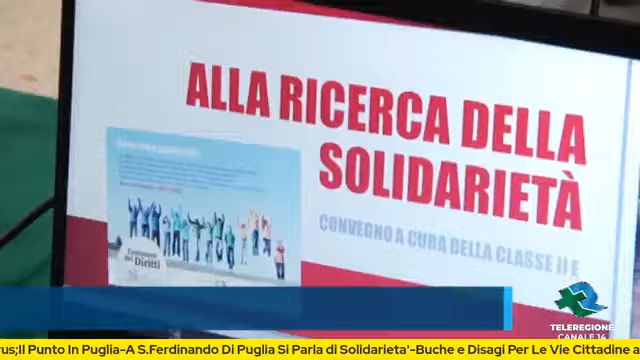 ALLA RICERCA DELLA
SOLIDARIETÀ
CONVEGNO A CURA DELLA CLASSE II E
Diritti
TELEREGIONE
CANALE 14
rus;Il Punto In Puglia-A S.Ferdinando Di Puglia Si Parla di Solidarieta'-Buche e Disagi Per Le Vie Cittadine a